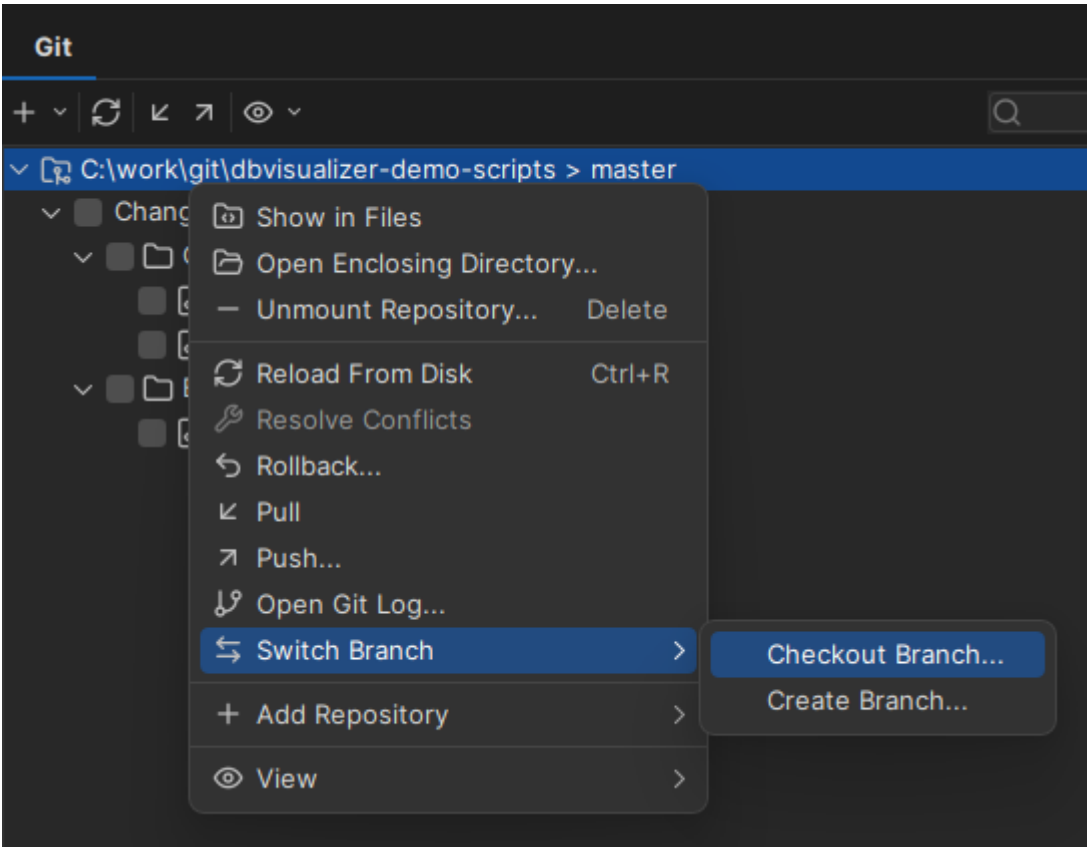 Git
C:\work\git\dbvisualizer-demo-scripts > master
Show in Files
Open Enclosing Directory...
Unmount Repository... Delete
Reload From Disk Ctrl+R
Resolve Conflicts
Rollback...
Pull
Push...
Open Git Log...
Switch Branch
Checkout Branch...
Create Branch...
Add Repository
View